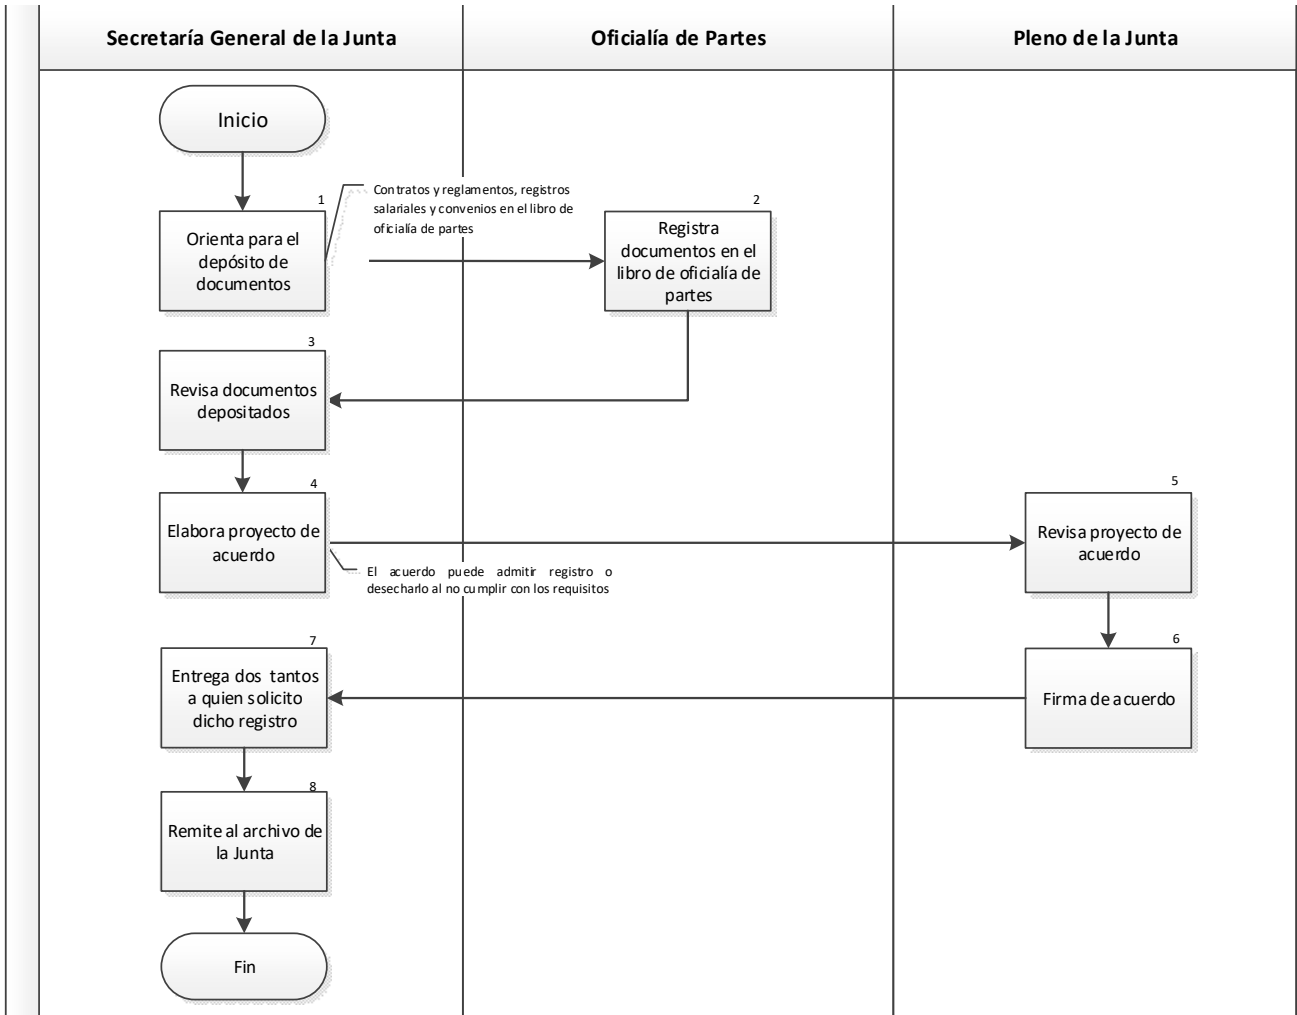 Secretaría General de la Junta
Oficialía de Partes
Pleno de la Junta
Inicio
1
Orienta para el
depósito de
documentos
Contratos y reglamentos, registros
salariales y convenios en el libro de
oficialía de partes
2
Registra
documentos en el
libro de oficialía de
partes
3
Revisa documentos
depositados
4
Elabora proyecto de
acuerdo
El acuerdo puede admitir registro o
desecharlo al no cumplir con los requisitos
5
Revisa proyecto de
acuerdo
6
Firma de acuerdo
7
Entrega dos tantos
a quien solicito
dicho registro
8
Remite al archivo de
la Junta
Fin